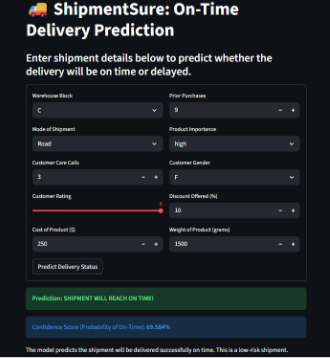 🚚 ShipmentSure: On-Time
Delivery Prediction
Enter shipment details below to predict whether the
delivery will be on time or delayed.
Warehouse Block
Prior Purchases
C
9
Mode of Shipment
Product Importance
Road
high
Customer Care Calls
Customer Gender
3
F
Customer Rating
Discount Offered (%)
5
10
Cost of Product ($)
Weight of Product (grams)
250
1500
Predict Delivery Status
Prediction: SHIPMENT WILL REACH ON TIME!
Confidence Score (Probability of On-Time): 69.584%
The model predicts the shipment will be delivered successfully on time. This is a low-risk shipment.